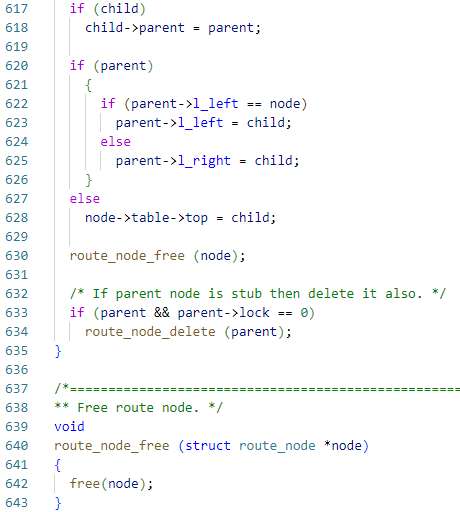 617 if (child)
618 child->parent = parent;
619
620 if (parent)
621 {
622 if (parent->l_left == node)
623 parent->l_left = child;
624 else
625 parent->l_right = child;
626 }
627 else
628 node->table->top = child;
629
630 route_node_free (node);
631
632 /* If parent node is stub then delete it also. */
633 if (parent && parent->lock == 0)
634 route_node_delete (parent);
635 }
636
637 /*===================================================
638 ** Free route node. */
639 void
640 route_node_free (struct route_node *node)
641 {
642 free(node);
643 }